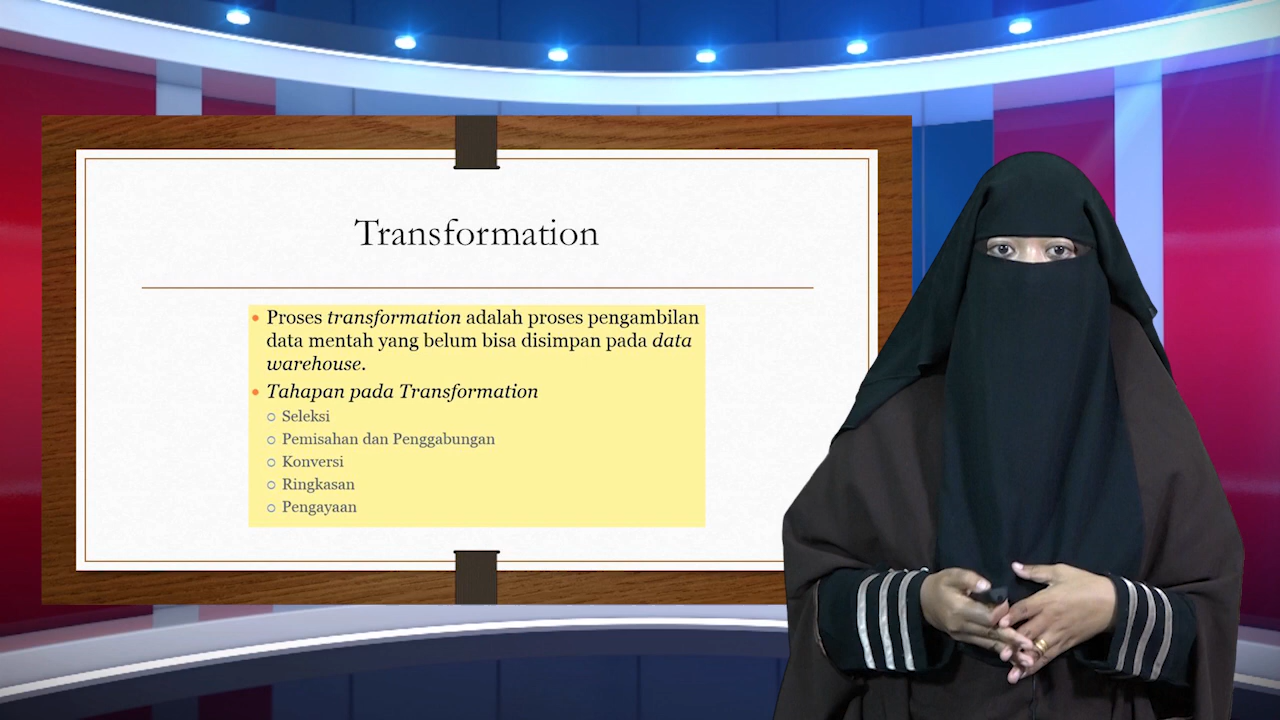 Transformation
Proses transformation adalah proses pengambilan
data mentah yang belum bisa disimpan pada data
warehouse.
Tahapan pada Transformation
Seleksi
Pemisahan dan Penggabungan
Konversi
Ringkasan
Pengayaan